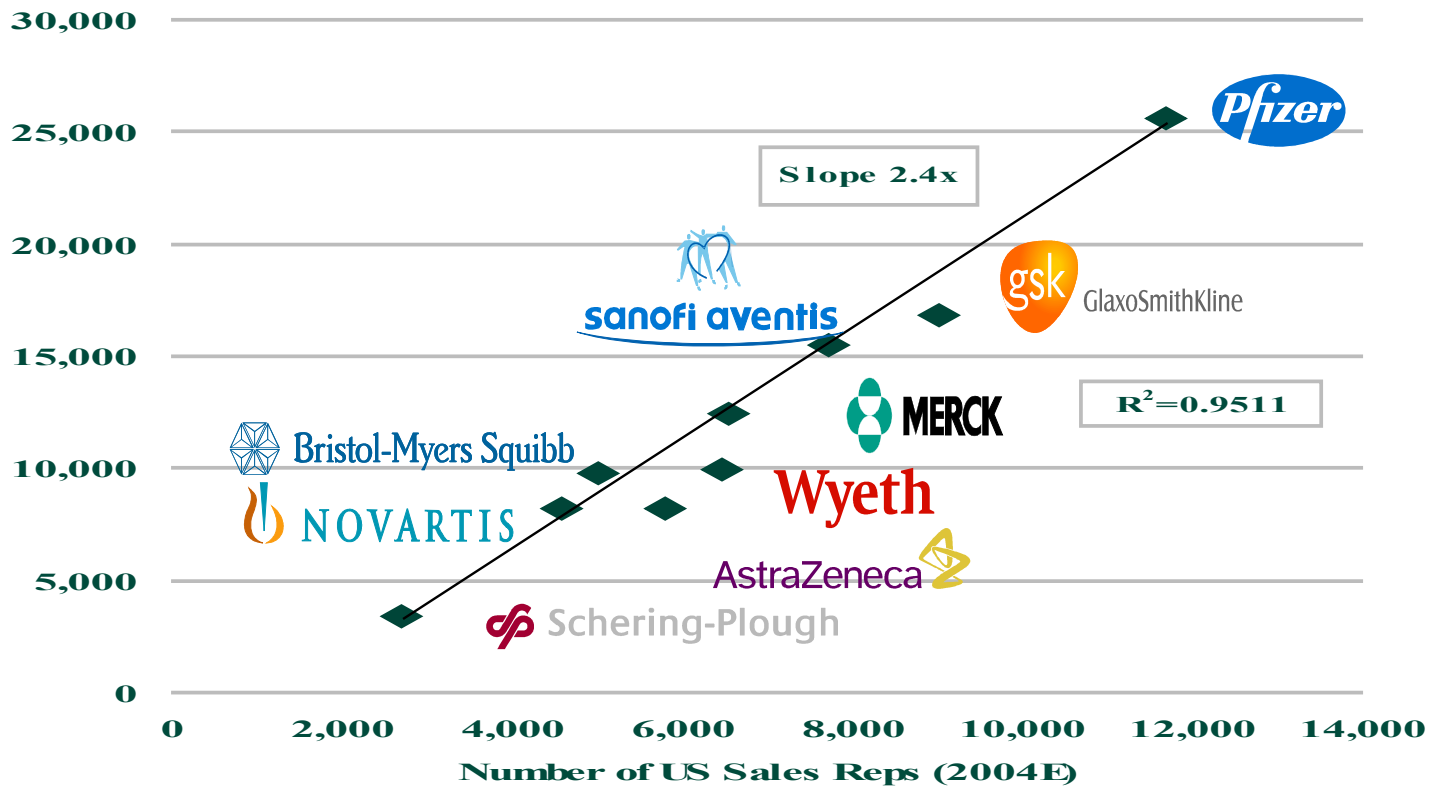 30,000
Pfizer
25,000
Slope 2.4x
20,000
gsk GlaxoSmithKline
sanofi aventis
15,000
R²=0.9511
MERCK
Bristol-Myers Squibb
10,000
Wyeth
NOVARTIS
AstraZeneca
5,000
Schering-Plough
0
0 2,000 4,000 6,000 8,000 10,000 12,000 14,000
Number of US Sales Reps (2004E)